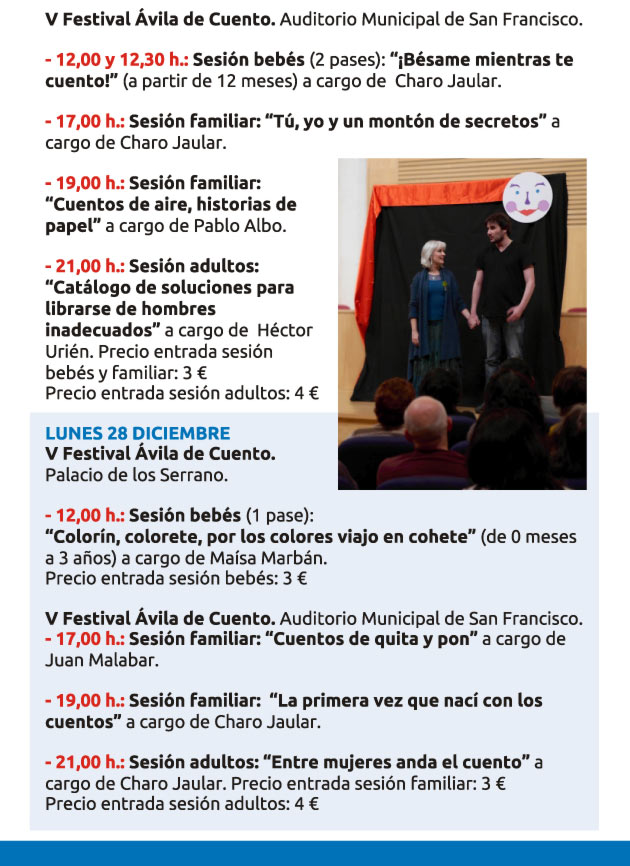 V Festival Ávila de Cuento. Auditorio Municipal de San Francisco.
- 12,00 y 12,30 h.: Sesión bebés (2 pases): “¡Bésame mientras te
cuento!” (a partir de 12 meses) a cargo de Charo Jaular.
- 17,00 h.: Sesión familiar: “Tú, yo y un montón de secretos” a
cargo de Charo Jaular.
- 19,00 h.: Sesión familiar:
“Cuentos de aire, historias de
papel” a cargo de Pablo Albo.
- 21,00 h.: Sesión adultos:
“Catálogo de soluciones para
librarse de hombres
inadecuados” a cargo de Héctor
Urién. Precio entrada sesión
bebés y familiar: 3 €
Precio entrada sesión adultos: 4 €
LUNES 28 DICIEMBRE
V Festival Ávila de Cuento.
Palacio de los Serrano.
- 12,00 h.: Sesión bebés (1 pase):
“Colorín, colorete, por los colores viajo en cohete” (de 0 meses
a 3 años) a cargo de Maísa Marbán.
Precio entrada sesión bebés: 3 €
V Festival Ávila de Cuento. Auditorio Municipal de San Francisco.
- 17,00 h.: Sesión familiar: “Cuentos de quita y pon” a cargo de
Juan Malabar.
- 19,00 h.: Sesión familiar: “La primera vez que nací con los
cuentos” a cargo de Charo Jaular.
- 21,00 h.: Sesión adultos: “Entre mujeres anda el cuento” a
cargo de Charo Jaular. Precio entrada sesión familiar: 3 €
Precio entrada sesión adultos: 4 €